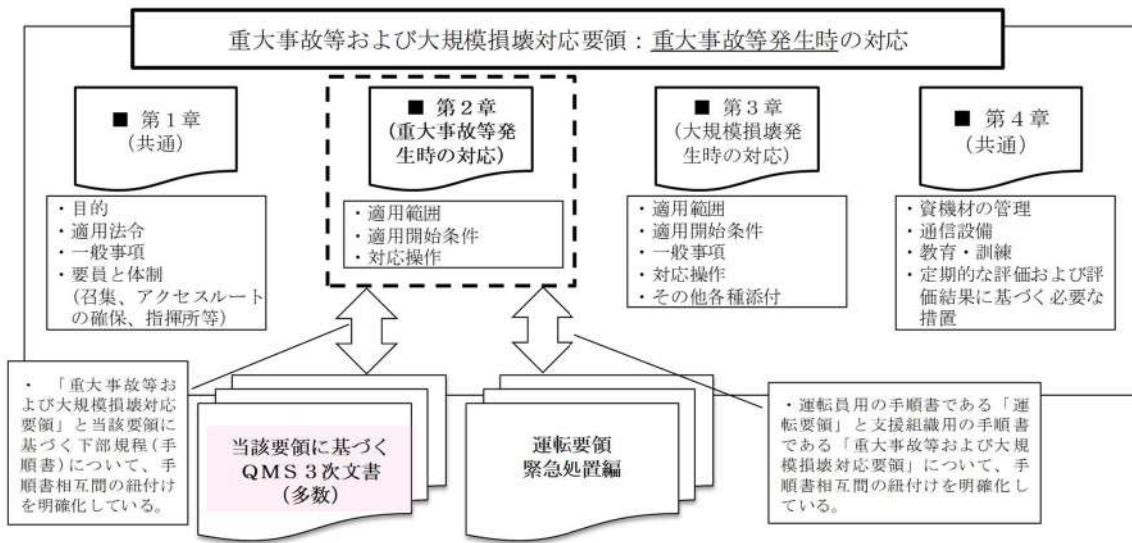 重大事故等および大規模損壊対応要領：重大事故等発生時の対応
■ 第１章
（共通）
・目的
・適用法令
・一般事項
・要員と体制
（召集、アクセスルート
の確保、指揮所等）
■ 第２章
（重大事故等発
生時の対応）
・適用範囲
・適用開始条件
・対応操作
■ 第３章
（大規模損壊発
生時の対応）
・適用範囲
・適用開始条件
・一般事項
・対応操作
・その他各種添付
■ 第４章
（共通）
・資機材の管理
・通信設備
・教育・訓練
・定期的な評価および評
価結果に基づく必要な
措置
・ 「重大事故等お
よび大規模損壊対応
要領」と当該要領に
基づく下部規程（手
順書）について、手
順書相互間の紐付け
を明確化している。
当該要領に基づく
ＱＭＳ３次文書
（多数）
運転要領
緊急処置編
・運転員用の手順書である「運
転要領」と支援組織用の手順書
である「重大事故等および大規
模損壊対応要領」について、手
順書相互間の紐付けを明確化し
ている。